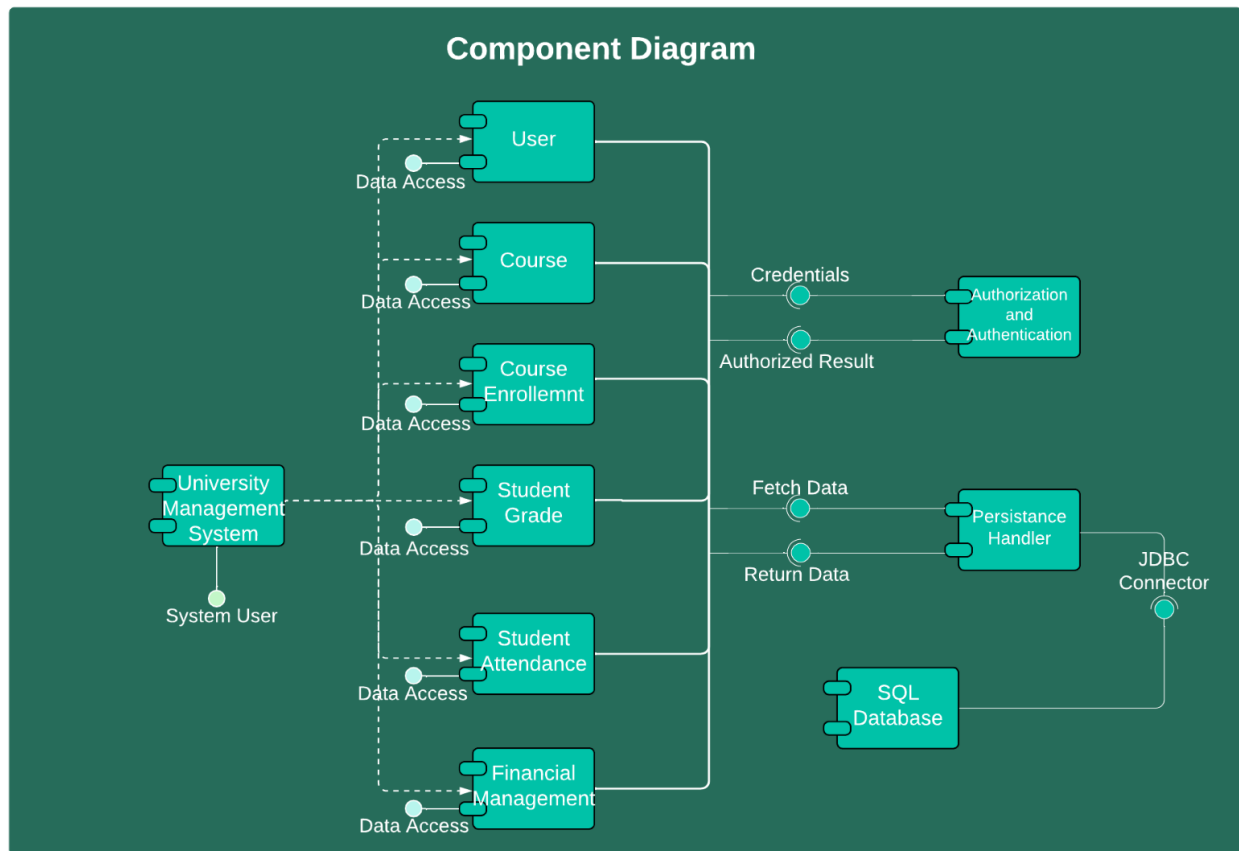 Component Diagram
User
Data Access
Course
Data Access
Credentials
Authorization
and
Authentication
Authorized Result
Course
Enrollemnt
Data Access
University
Management
System
System User
Student
Grade
Data Access
Fetch Data
Persistance
Handler
Return Data
JDBC
Connector
Student
Attendance
Data Access
SQL
Database
Financial
Management
Data Access